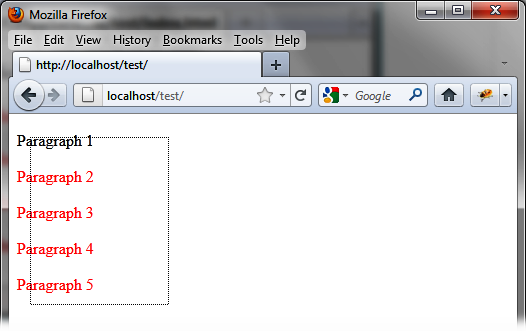 Mozilla Firefox
File Edit View History Bookmarks Tools Help
http://localhost/test/
localhost/test/ Google
Paragraph 1
Paragraph 2
Paragraph 3
Paragraph 4
Paragraph 5